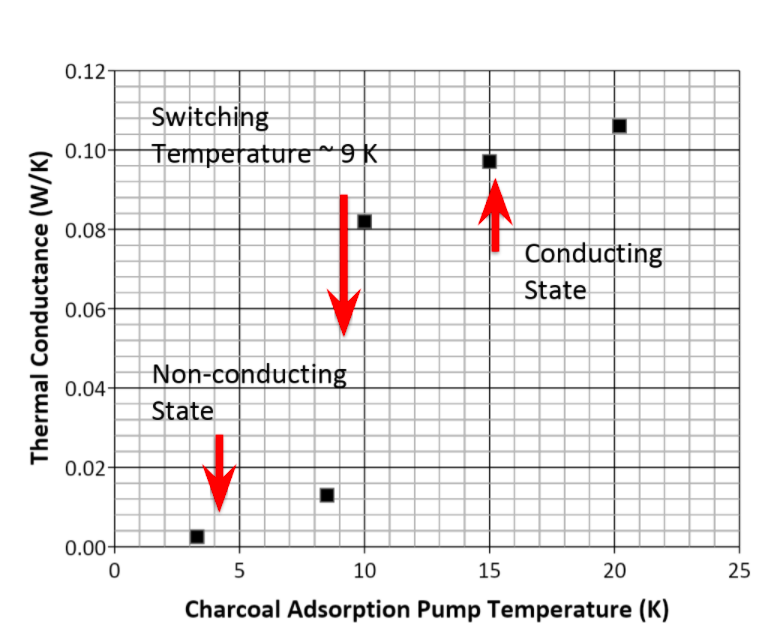 0.12
Switching
Temperature ~ 9 K
0.10
0.08
Conducting
State
0.06
Non-conducting
State
0.04
0.02
0.00
0 5 10 15 20 25
Thermal Conductance (W/K)
Charcoal Adsorption Pump Temperature (K)